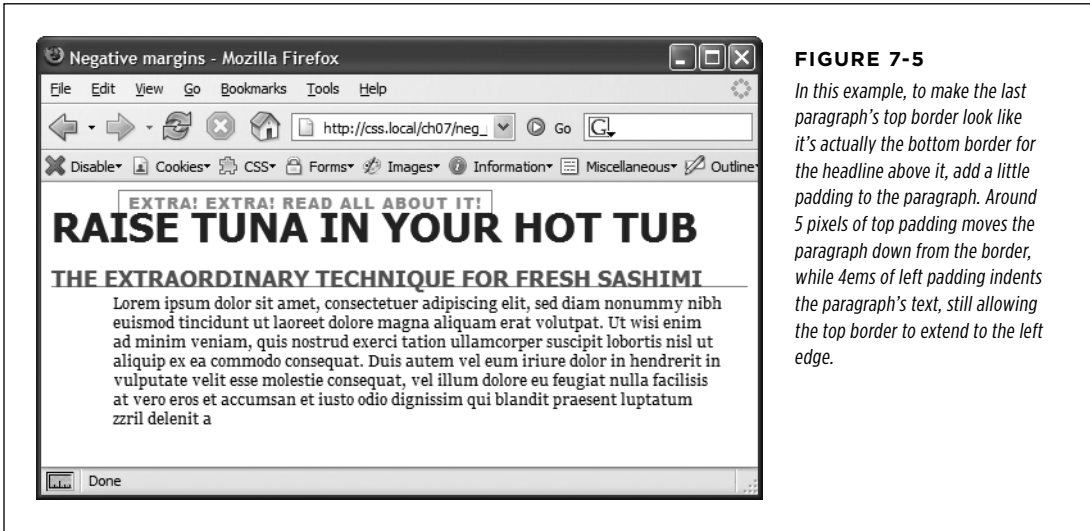 Negative margins - Mozilla Firefox
File Edit View Go Bookmarks Tools Help
http://css.local/ch07/neg_ Go G
Disable Cookies CSS Forms Images Information Miscellaneous Outline
EXTRA! EXTRA! READ ALL ABOUT IT!
RAISE TUNA IN YOUR HOT TUB
THE EXTRAORDINARY TECHNIQUE FOR FRESH SASHIMI
Lorem ipsum dolor sit amet, consectetuer adipiscing elit, sed diam nonummy nibh
euismod tincidunt ut laoreet dolore magna aliquam erat volutpat. Ut wisi enim
ad minim veniam, quis nostrud exerci tation ullamcorper suscipit lobortis nisl ut
aliquip ex ea commodo consequat. Duis autem vel eum iriure dolor in hendrerit in
vulputate velit esse molestie consequat, vel illum dolore eu feugiat nulla facilisis
at vero eros et accumsan et iusto odio dignissim qui blandit praesent luptatum
zzril delenit a
Done
FIGURE 7-5
In this example, to make the last
paragraph's top border look like
it's actually the bottom border for
the headline above it, add a little
padding to the paragraph. Around
5 pixels of top padding moves the
paragraph down from the border,
while 4ems of left padding indents
the paragraph's text, still allowing
the top border to extend to the left
edge.